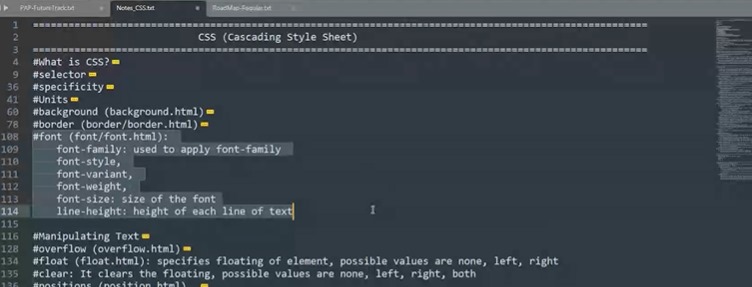 PAP-FutureTrack.txt Notes_CSS.txt RoadMap-Angular.txt
1 ================================================================================
2 CSS (Cascading Style Sheet)
3 ================================================================================
4 #What is CSS?
9 #selector
36 #specificity
41 #Units
60 #background (background.html)
78 #border (border/border.html)
108 #font (font/font.html):
109 font-family: used to apply font-family
110 font-style,
111 font-variant,
112 font-weight,
113 font-size: size of the font
114 line-height: height of each line of text
115
116 #Manipulating Text
128 #overflow (overflow.html)
134 #float (float.html): specifies floating of element, possible values are none, left, right
135 #clear: It clears the floating, possible values are none, left, right, both
136 #positions (position.html)